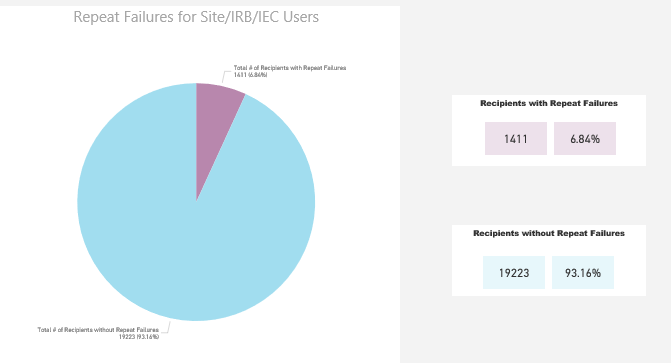 Repeat Failures for Site/IRB/IEC Users
Total # of Recipients with Repeat Failures
1411 (6.84%)
Total # of Recipients without Repeat Failures
19223 (93.16%)
Recipients with Repeat Failures
1411 6.84%
Recipients without Repeat Failures
19223 93.16%